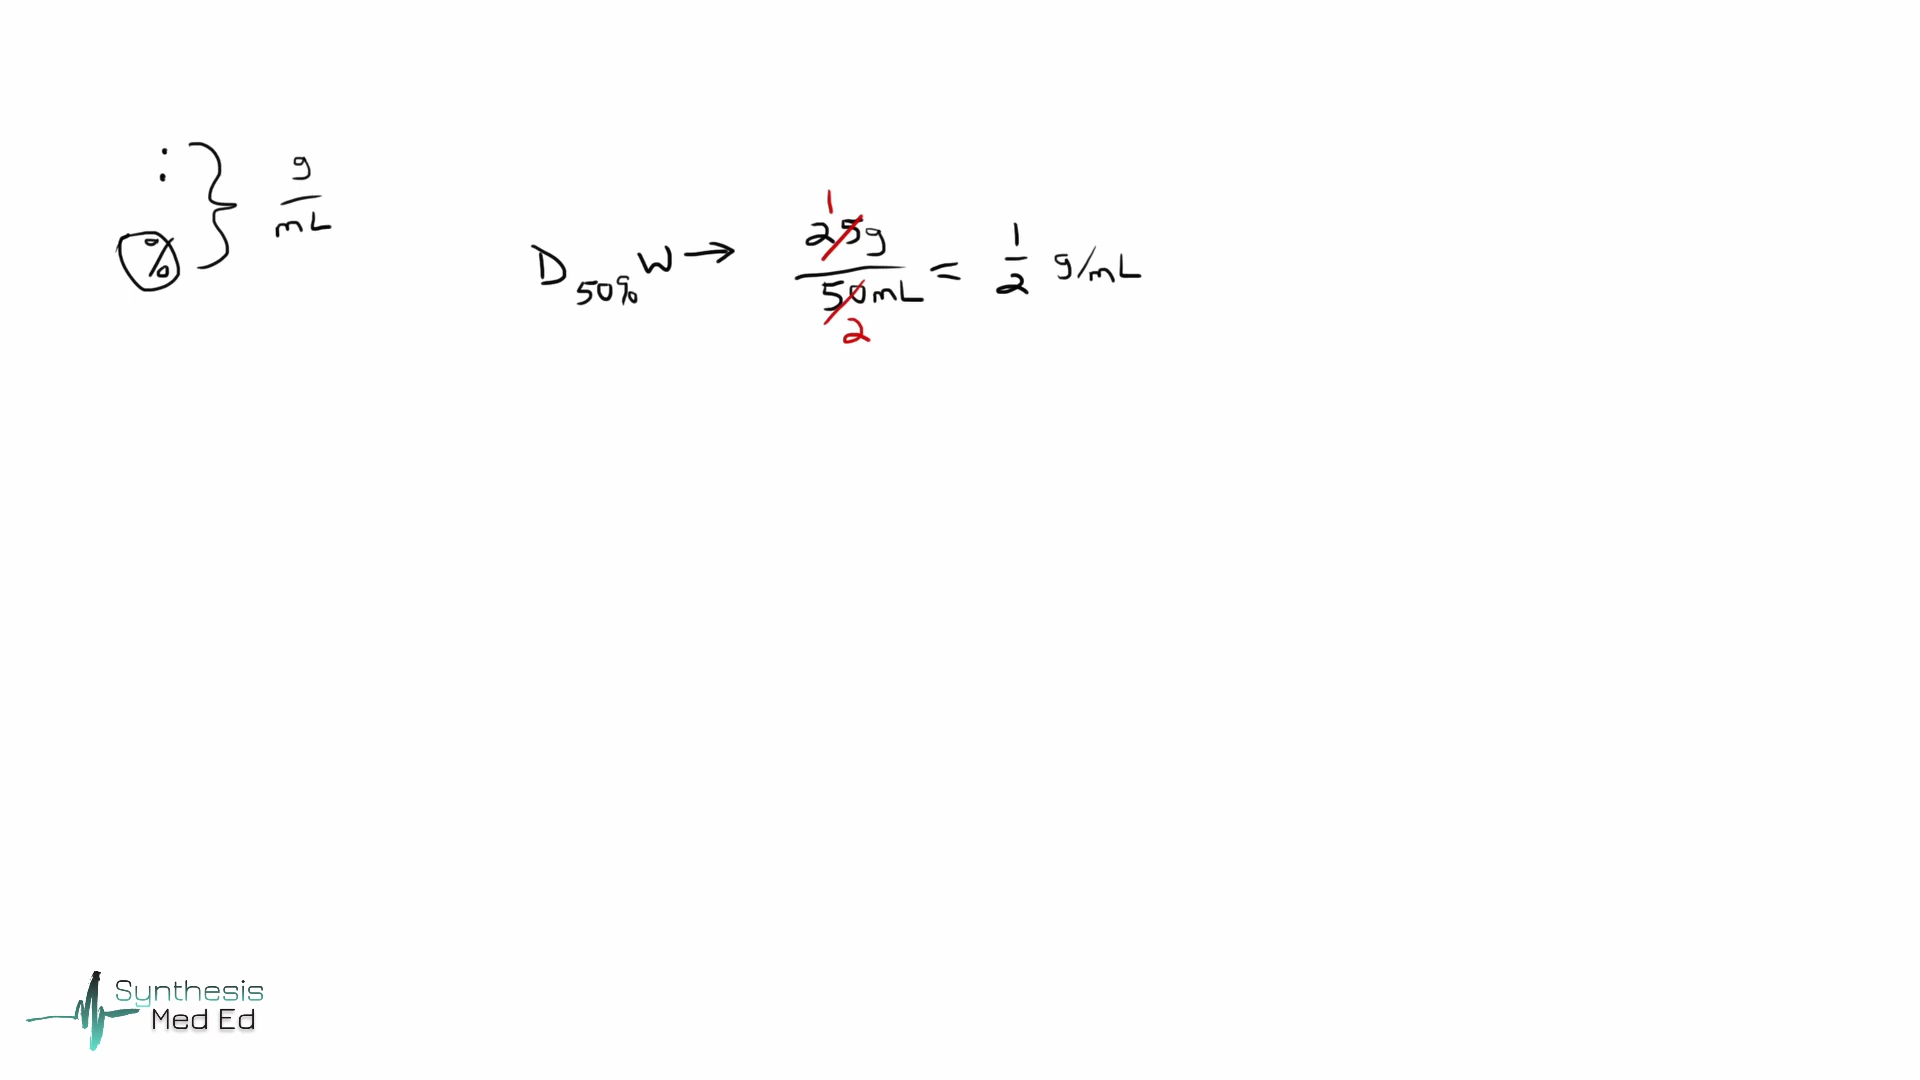 : } g/mL
%
D50%W → 25g/50mL = 1/2 g/mL
1
2
Synthesis
Med Ed